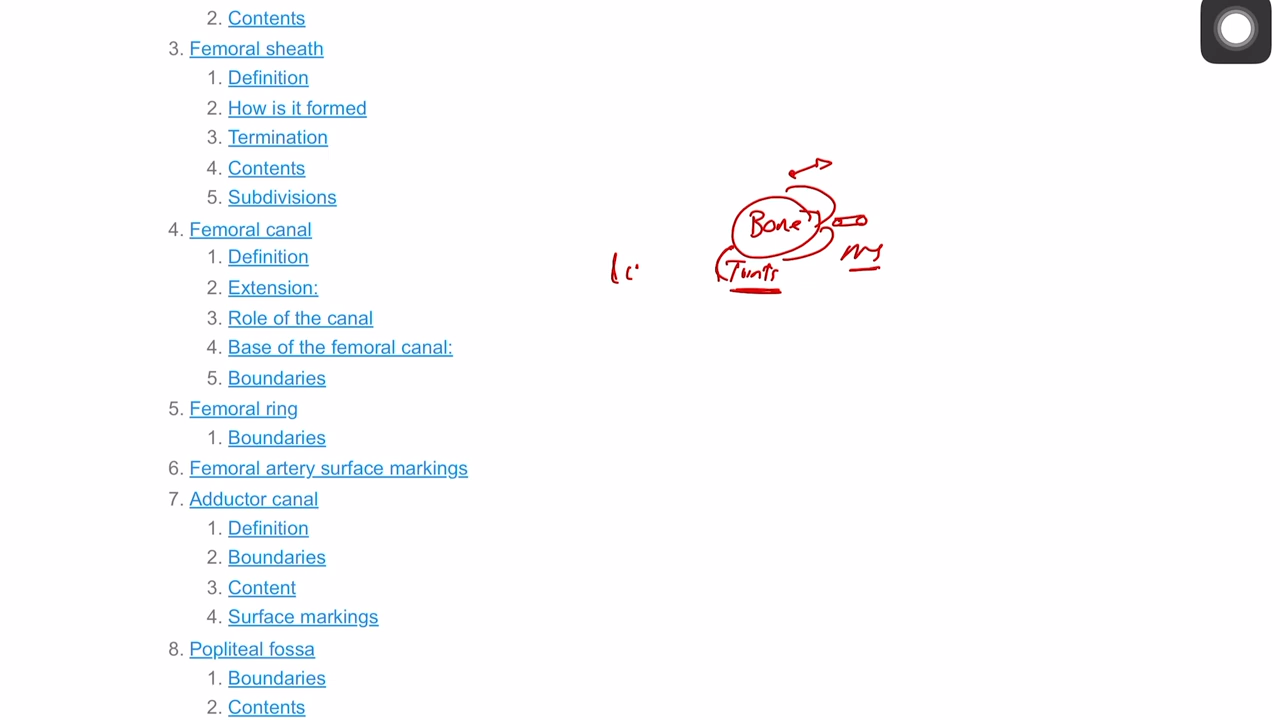 2. Contents
3. Femoral sheath
1. Definition
2. How is it formed
3. Termination
4. Contents
5. Subdivisions
4. Femoral canal
1. Definition
2. Extension:
3. Role of the canal
4. Base of the femoral canal:
5. Boundaries
5. Femoral ring
1. Boundaries
6. Femoral artery surface markings
7. Adductor canal
1. Definition
2. Boundaries
3. Content
4. Surface markings
8. Popliteal fossa
1. Boundaries
2. Contents
Bone